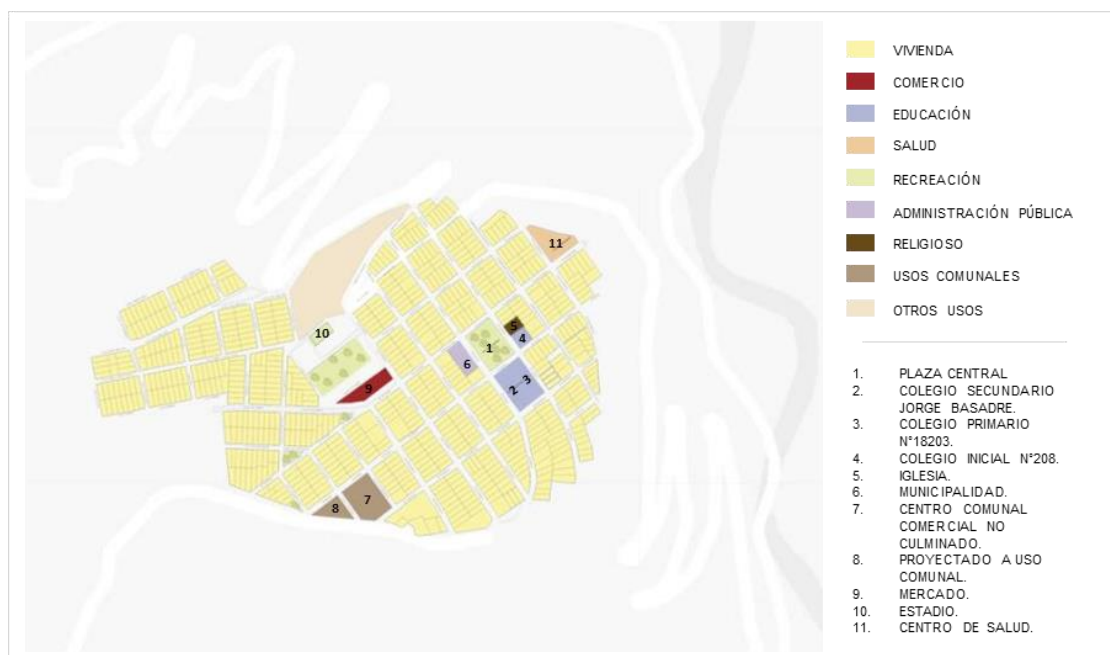 VIVIENDA
COMERCIO
EDUCACIÓN
SALUD
RECREACIÓN
ADMINISTRACIÓN PÚBLICA
RELIGIOSO
USOS COMUNALES
OTROS USOS
1. PLAZA CENTRAL
2. COLEGIO SECUNDARIO
JORGE BASADRE.
3. COLEGIO PRIMARIO
N°18203.
4. COLEGIO INICIAL N°208.
5. IGLESIA.
6. MUNICIPALIDAD.
7. CENTRO COMUNAL
COMERCIAL NO
CULMINADO.
8. PROYECTADO A USO
COMUNAL.
9. MERCADO.
10. ESTADIO.
11. CENTRO DE SALUD.
11
10
5
4
1
6
2
3
9
7
8